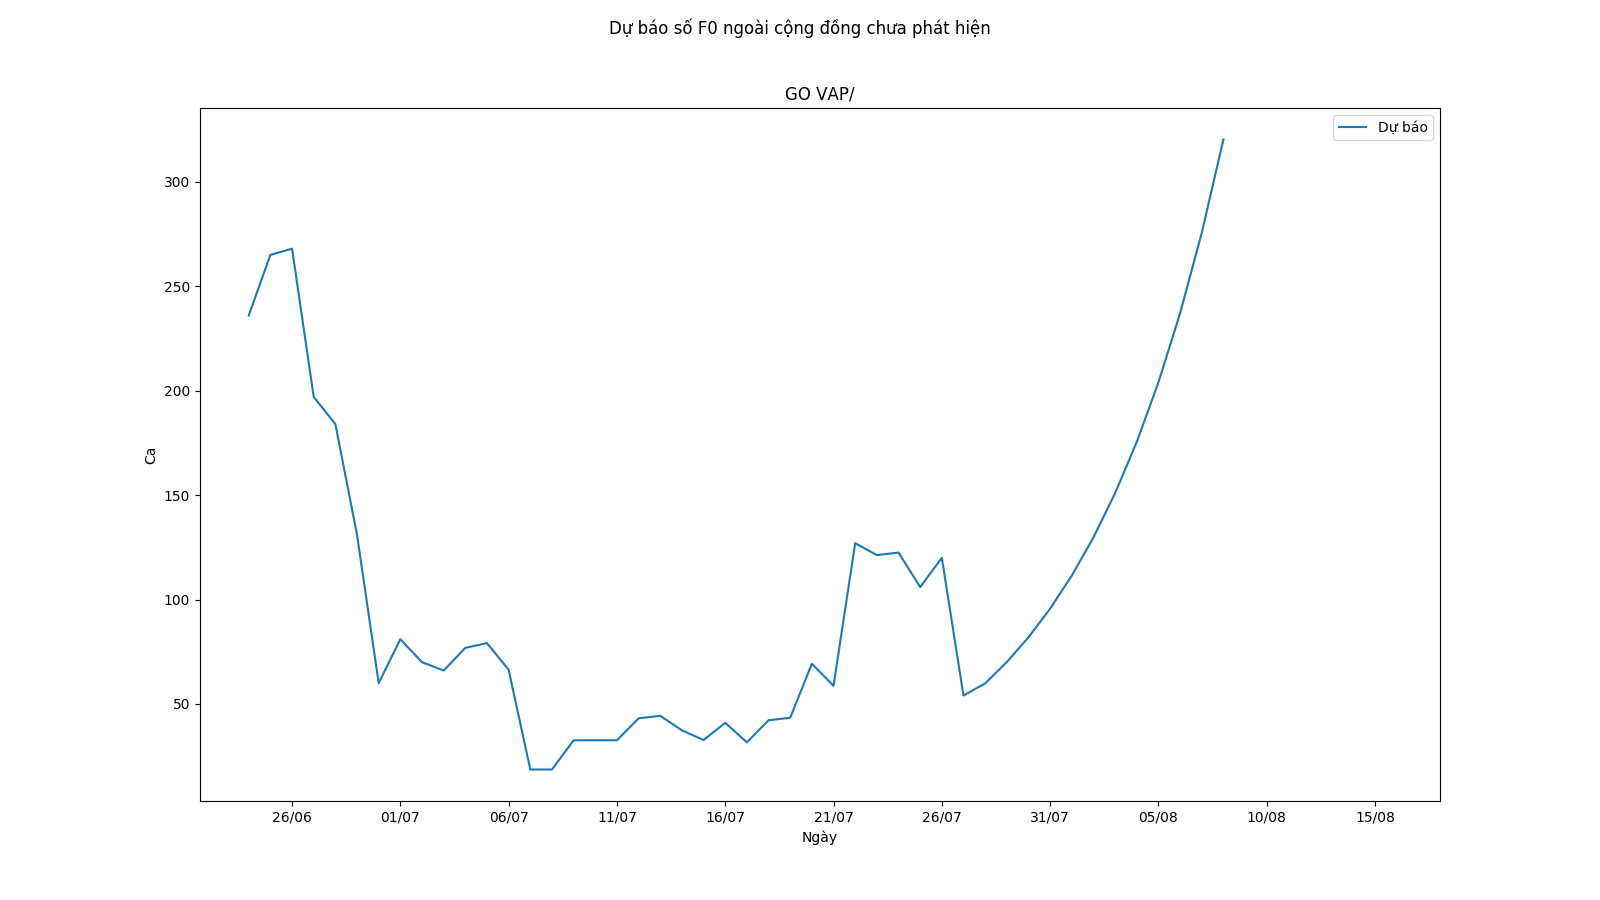 Dự báo số F0 ngoài cộng đồng chưa phát hiện
GO VAP/
Dự báo
300
250
200
150
100
50
Ca
26/06 01/07 06/07 11/07 16/07 21/07 26/07 31/07 05/08 10/08 15/08
Ngày